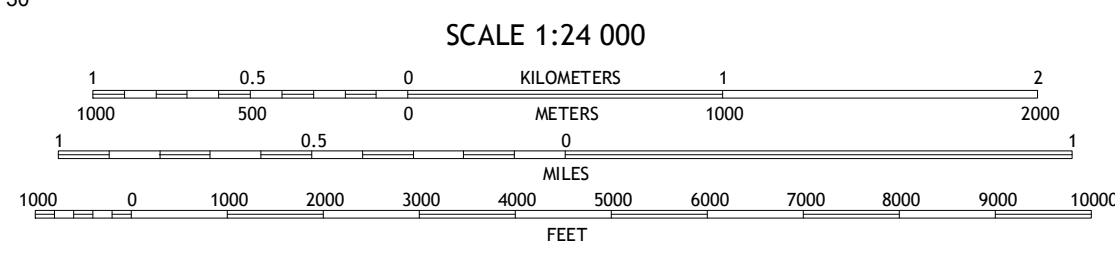 SCALE 1:24 000
1 0.5 0 KILOMETERS 1 2
1000 500 0 METERS 1000 2000
1 0.5 0 1
MILES
1000 0 1000 2000 3000 4000 5000 6000 7000 8000 9000 10000
FEET